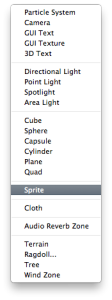 Particle System
Camera
GUI Text
GUI Texture
3D Text
Directional Light
Point Light
Spotlight
Area Light
Cube
Sphere
Capsule
Cylinder
Plane
Quad
Sprite
Cloth
Audio Reverb Zone
Terrain
Ragdoll...
Tree
Wind Zone